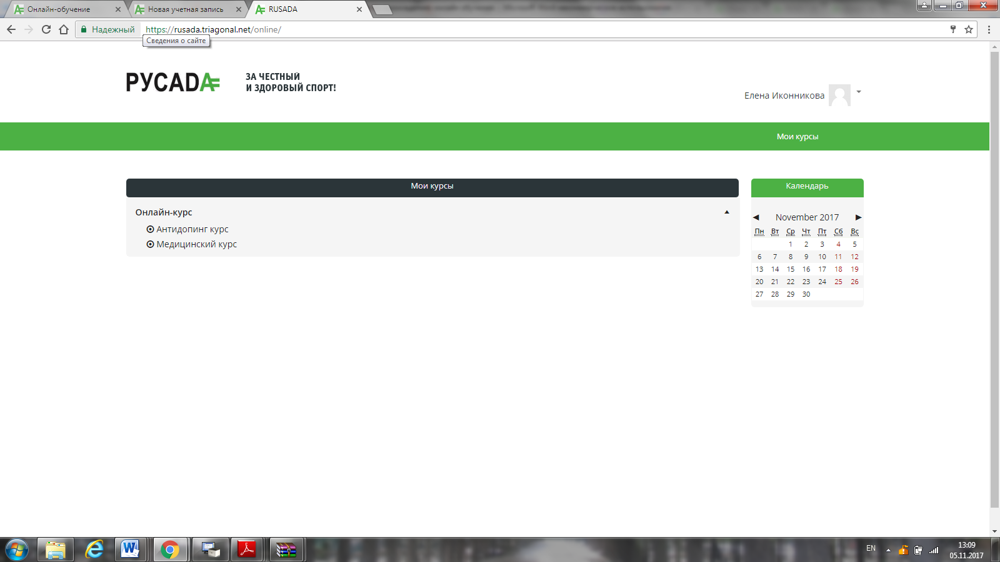 Онлайн-обучение
Новая учетная запись
RUSADA
Надежный https://rusada.triagonal.net/online/
Сведения о сайте
РУСАДА
ЗА ЧЕСТНЫЙ
И ЗДОРОВЫЙ СПОРТ!
Елена Иконникова
Мои курсы
Мои курсы
Онлайн-курс
Антидопинг курс
Медицинский курс
Календарь
November 2017
Пн Вт Ср Чт Пт Сб Вс
1 2 3 4 5
6 7 8 9 10 11 12
13 14 15 16 17 18 19
20 21 22 23 24 25 26
27 28 29 30
EN
13:09
05.11.2017